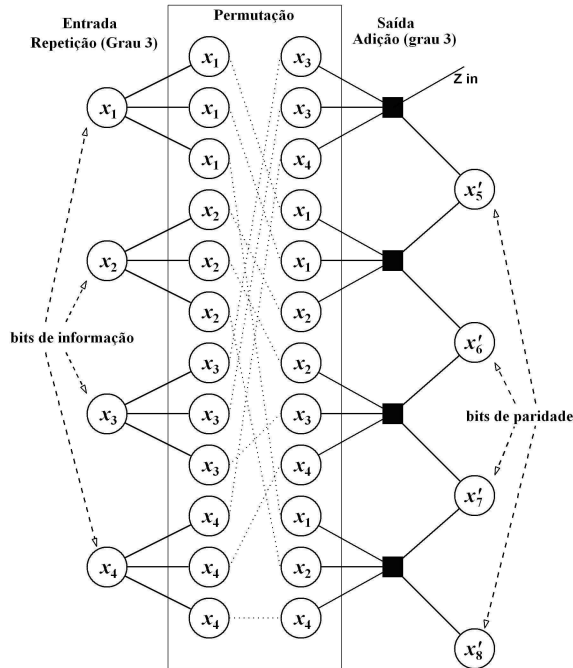 Entrada
Repetição (Grau 3)
Permutação
Saída
Adição (grau 3)
Z in
x₁
x₂
x₃
x₄
bits de informação
x₁
x₁
x₁
x₂
x₂
x₂
x₃
x₃
x₃
x₄
x₄
x₄
x₃
x₃
x₄
x₁
x₁
x₂
x₂
x₃
x₄
x₁
x₂
x₄
x′₅
x′₆
x′₇
x′₈
bits de paridade